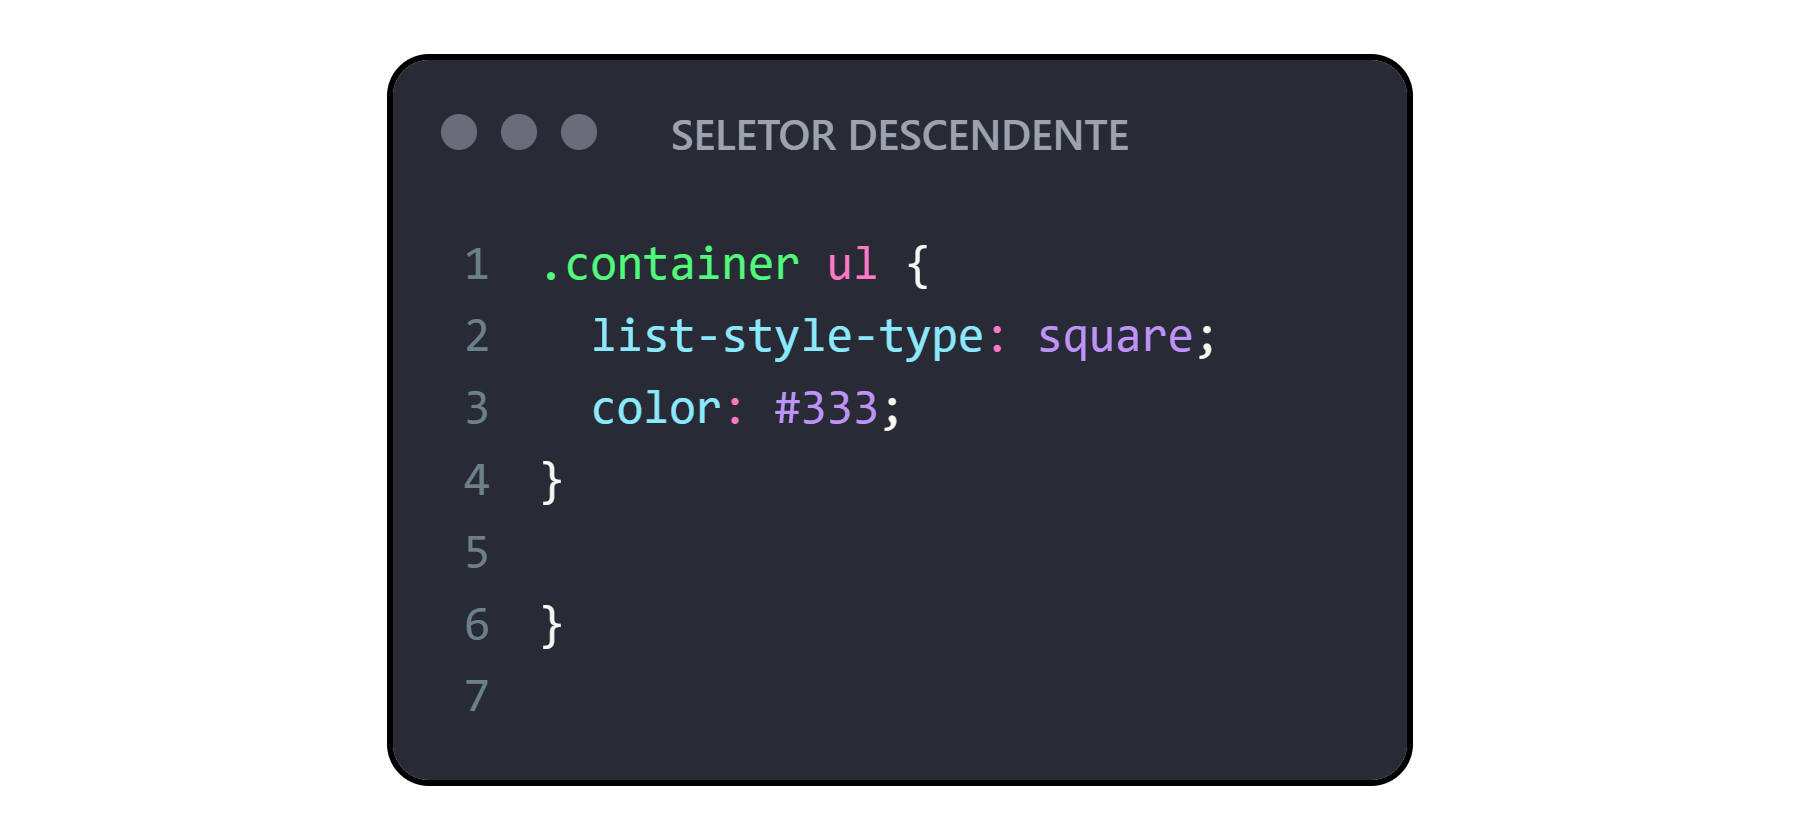 SELETOR DESCENDENTE
1 .container ul {
2   list-style-type: square;
3   color: #333;
4 }
5
6 }
7